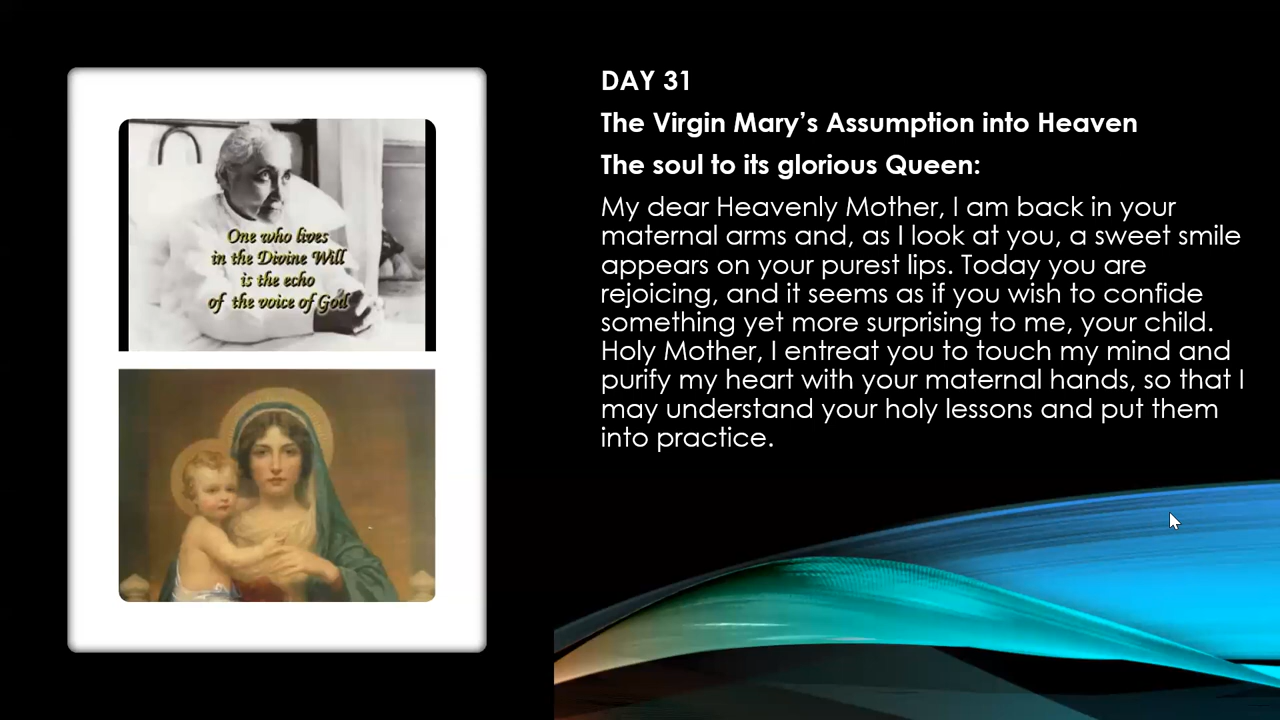 One who lives
in the Divine Will
is the echo
of the voice of God
DAY 31
The Virgin Mary’s Assumption into Heaven
The soul to its glorious Queen:
My dear Heavenly Mother, I am back in your
maternal arms and, as I look at you, a sweet smile
appears on your purest lips. Today you are
rejoicing, and it seems as if you wish to confide
something yet more surprising to me, your child.
Holy Mother, I entreat you to touch my mind and
purify my heart with your maternal hands, so that I
may understand your holy lessons and put them
into practice.